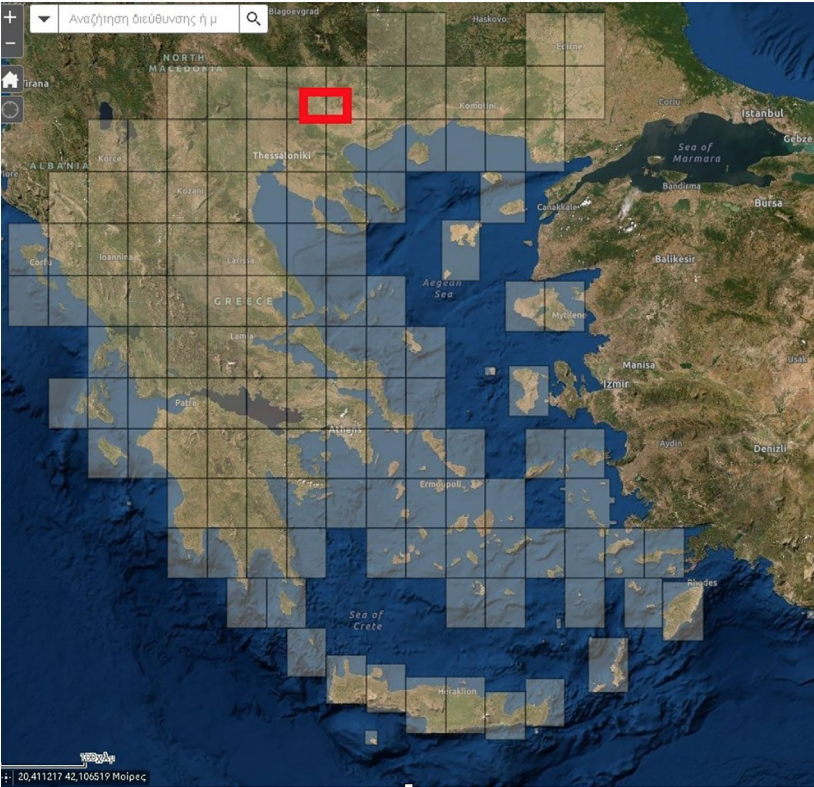 +
Αναζήτηση διεύθυνσης ή μ
Blagoevgrad
Haskovo
−
Edirne
NORTH
MACEDONIA
Tirana
Komotini
Çorlu
Istanbul
Gebze
Sea of
Marmara
Thessaloniki
Korce
ALBANIA
Bandirma
Kozani
Bursa
Canakkale
Ioannina
Larissa
Corfu
Balikesir
Aegean
Sea
GREECE
Mytilene
Lamia
Usak
Manisa
Izmir
Patra
Athens
Aydin
Denizli
Ermoupoli
Rhodes
Sea of
Crete
Heraklion
20,411217 42,106519 Μοίρες